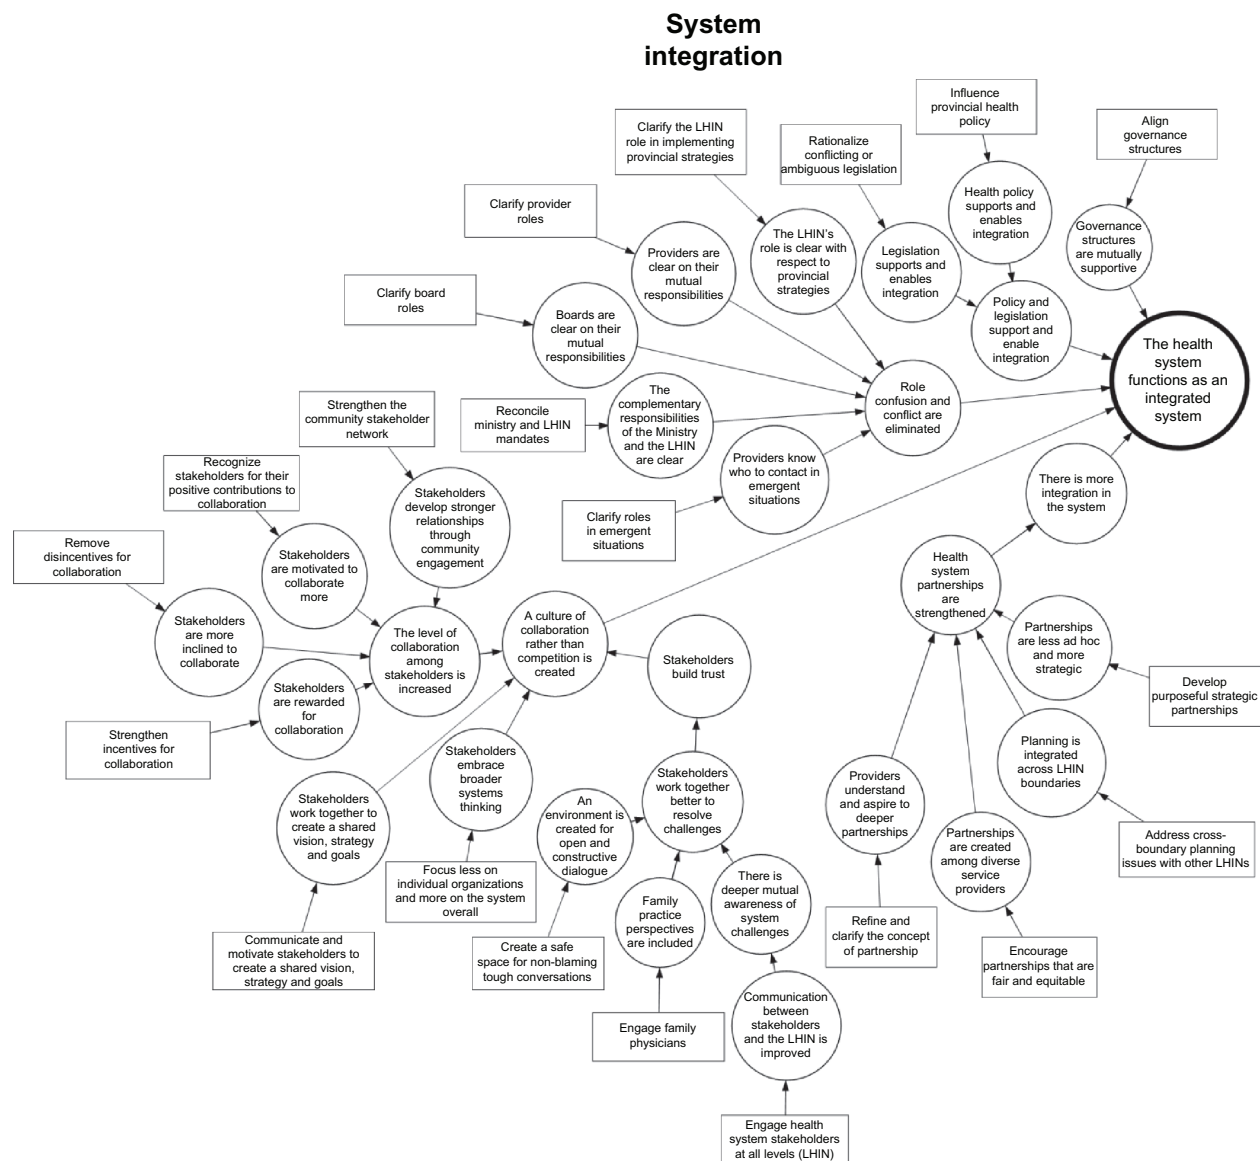 System
integration
Influence
provincial health
policy
Align
governance
structures
Clarify the LHIN
role in implementing
provincial strategies
Rationalize
conflicting or
ambiguous legislation
Clarify provider
roles
Health policy
supports and
enables
integration
Governance
structures
are mutually
supportive
The LHIN's
role is clear with
respect to
provincial
strategies
Providers are
clear on their
mutual
responsibilities
Legislation
supports and
enables
integration
Clarify board
roles
Boards are
clear on their
mutual
responsibilities
Policy and
legislation
support and
enable
integration
The health
system
functions as an
integrated
system
Role
confusion and
conflict are
eliminated
The
complementary
responsibilities
of the Ministry
and the LHIN
are clear
Reconcile
ministry and LHIN
mandates
Strengthen the
community stakeholder
network
Providers know
who to contact in
emergent
situations
Recognize
stakeholders for their
positive contributions to
collaboration
There is more
integration in
the system
Stakeholders
develop stronger
relationships
through
community
engagement
Clarify roles
in emergent
situations
Remove
disincentives for
collaboration
Stakeholders
are motivated to
collaborate
more
Health
system
partnerships
are
strengthened
Stakeholders
are more
inclined to
collaborate
The level of
collaboration
among
stakeholders is
increased
A culture of
collaboration
rather than
competition is
created
Stakeholders
build trust
Partnerships
are less ad hoc
and more
strategic
Stakeholders
are rewarded
for
collaboration
Develop
purposeful strategic
partnerships
Strengthen
incentives for
collaboration
Stakeholders
embrace
broader
systems
thinking
Planning is
integrated
across LHIN
boundaries
Stakeholders
work together
better to
resolve
challenges
Providers
understand
and aspire to
deeper
partnerships
Stakeholders
work together to
create a shared
vision, strategy
and goals
An
environment is
created for
open and
constructive
dialogue
Partnerships
are created
among diverse
service
providers
Address cross-
boundary planning
issues with other LHINs
Focus less on
individual organizations
and more on the system
overall
There is
deeper mutual
awareness of
system
challenges
Family
practice
perspectives
are included
Refine and
clarify the concept
of partnership
Communicate and
motivate stakeholders to
create a shared vision,
strategy and goals
Create a safe
space for non-blaming
tough conversations
Encourage
partnerships that are
fair and equitable
Communication
between
stakeholders
and the LHIN is
improved
Engage family
physicians
Engage health
system stakeholders
at all levels (LHIN)